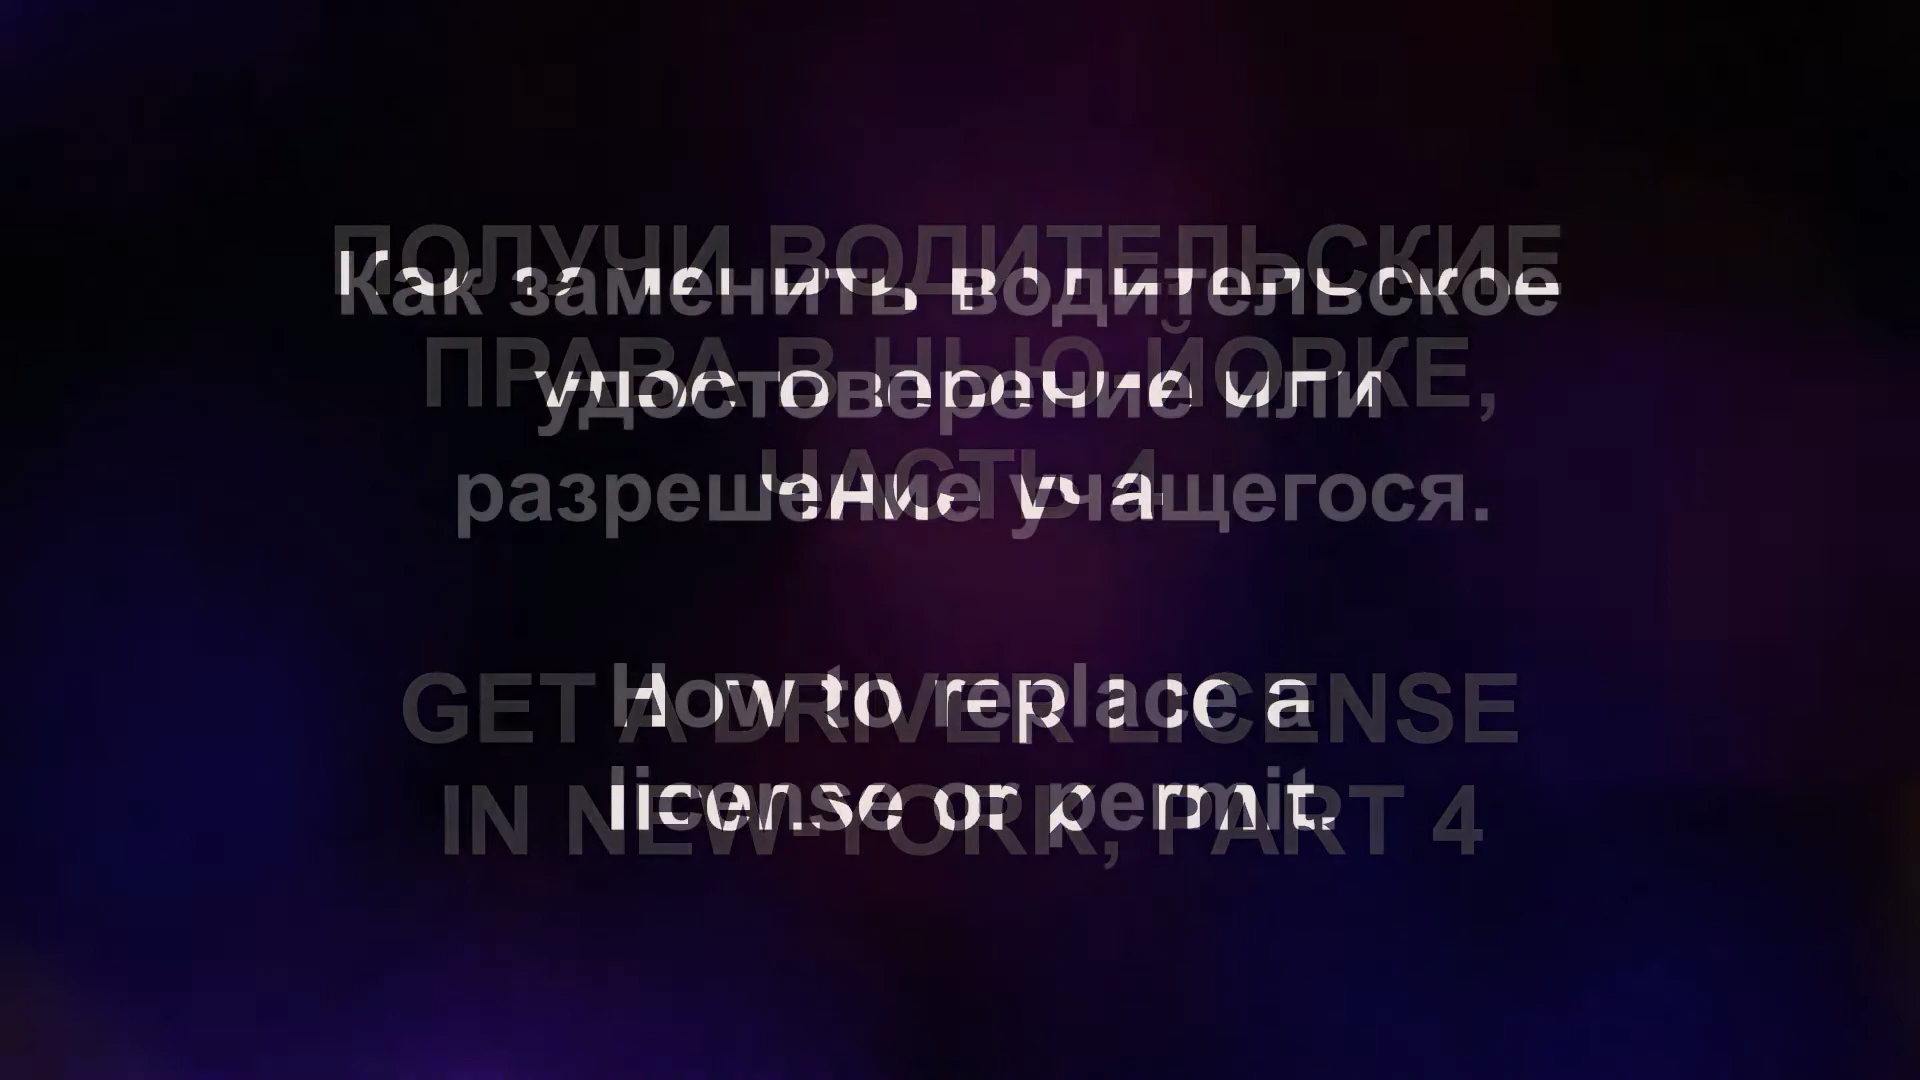 ПОЛУЧИ ВОДИТЕЛЬСКИЕ
ПРАВА В НЬЮ ЙОРКЕ,
ЧАСТЬ 4
GET A DRIVER LICENSE
IN NEW YORK, PART 4
Как заменить водительское
удостоверение или
разрешение учащегося.
How to replace a
license or permit.